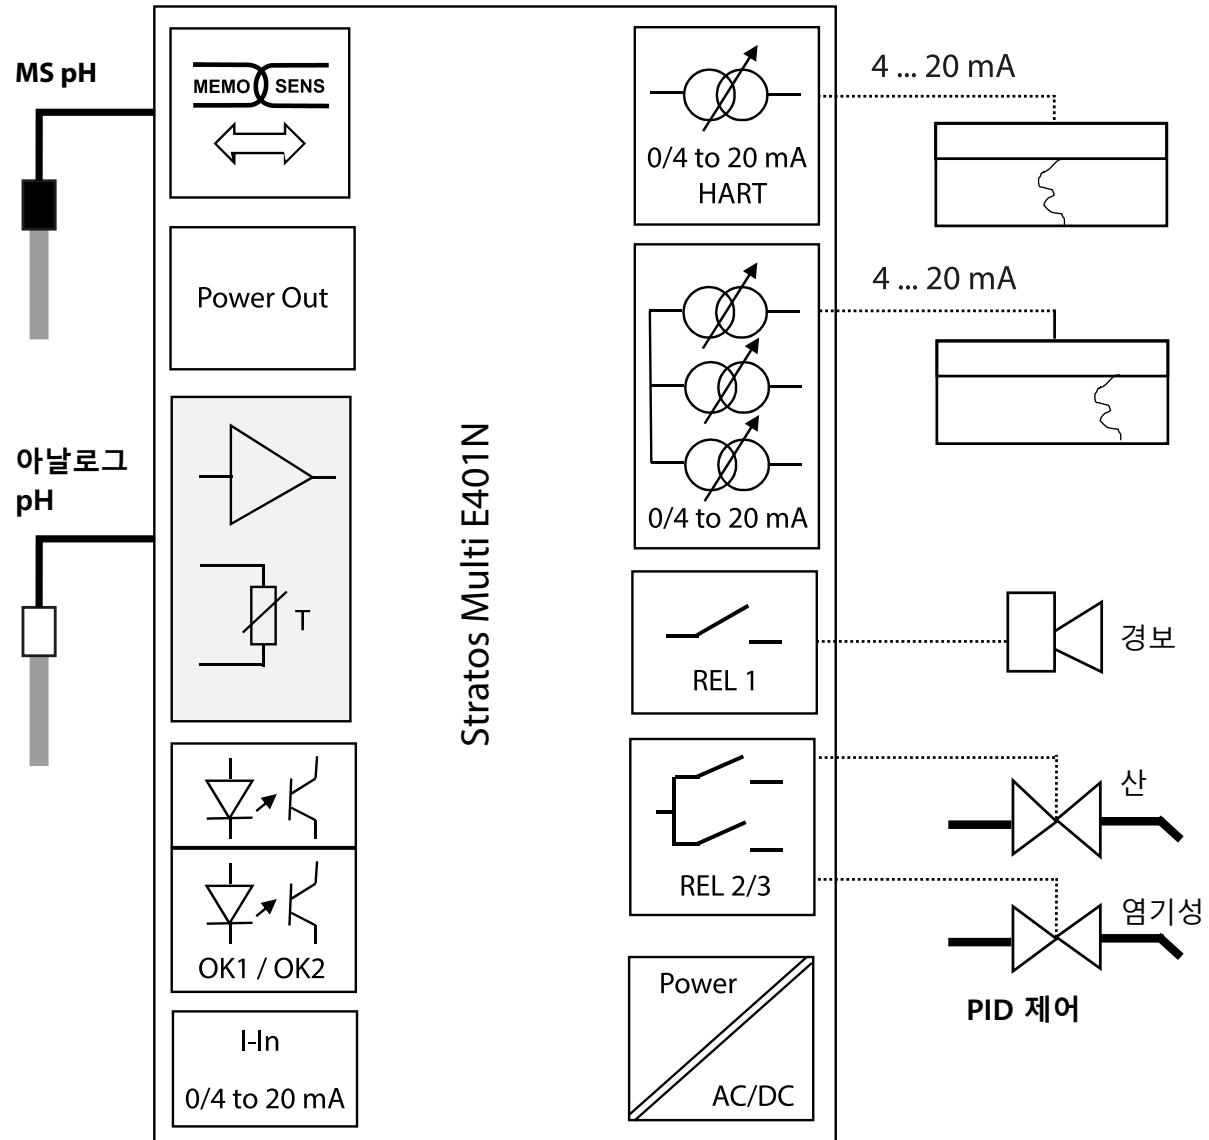 MS pH
MEMO SENS
Power Out
아날로그
pH
T
OK1 / OK2
I-In
0/4 to 20 mA
Stratos Multi E401N
0/4 to 20 mA
HART
4 ... 20 mA
0/4 to 20 mA
4 ... 20 mA
REL 1
경보
REL 2/3
산
염기성
PID 제어
Power
AC/DC